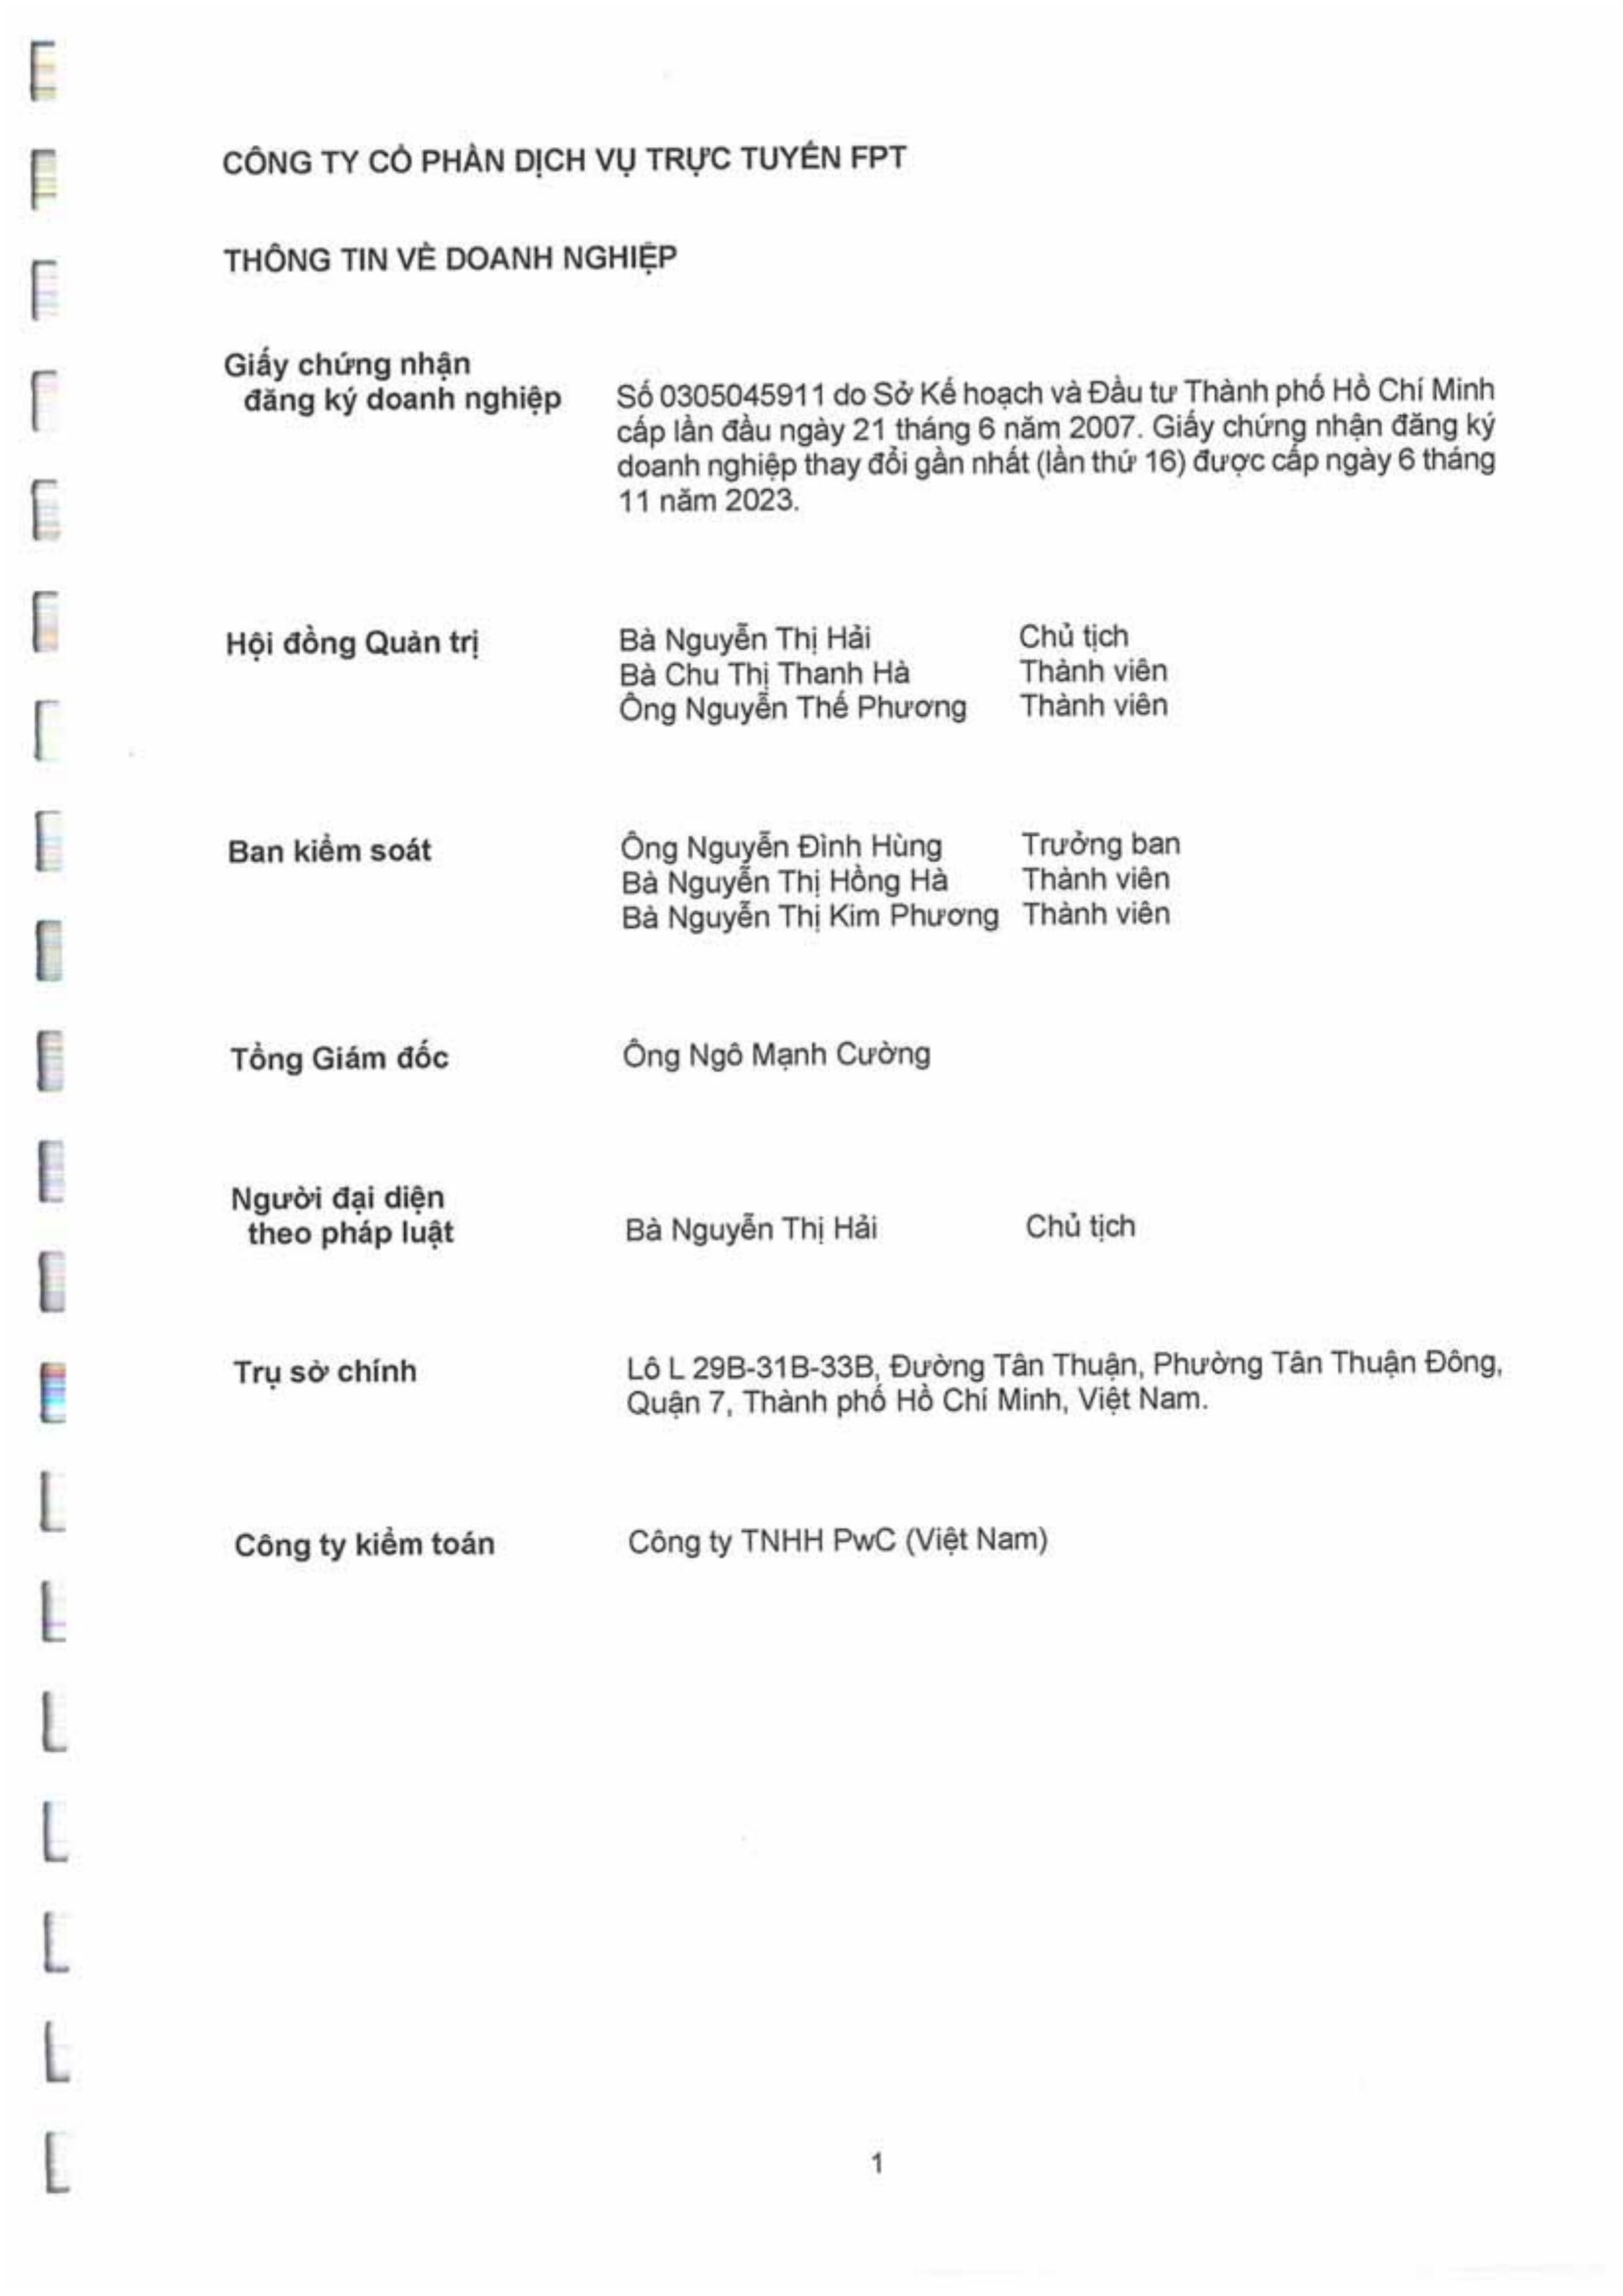 CÔNG TY CỔ PHẦN DỊCH VỤ TRỰC TUYẾN FPT
THÔNG TIN VỀ DOANH NGHIỆP
Giấy chứng nhận
đăng ký doanh nghiệp
Số 0305045911 do Sở Kế hoạch và Đầu tư Thành phố Hồ Chí Minh
cấp lần đầu ngày 21 tháng 6 năm 2007. Giấy chứng nhận đăng ký
doanh nghiệp thay đổi gần nhất (lần thứ 16) được cấp ngày 6 tháng
11 năm 2023.
Hội đồng Quản trị
Bà Nguyễn Thị Hải Chủ tịch
Bà Chu Thị Thanh Hà Thành viên
Ông Nguyễn Thế Phương Thành viên
Ban kiểm soát
Ông Nguyễn Đình Hùng Trưởng ban
Bà Nguyễn Thị Hồng Hà Thành viên
Bà Nguyễn Thị Kim Phương Thành viên
Tổng Giám đốc
Ông Ngô Mạnh Cường
Người đại diện
theo pháp luật
Bà Nguyễn Thị Hải Chủ tịch
Trụ sở chính
Lô L 29B-31B-33B, Đường Tân Thuận, Phường Tân Thuận Đông,
Quận 7, Thành phố Hồ Chí Minh, Việt Nam.
Công ty kiểm toán
Công ty TNHH PwC (Việt Nam)
1